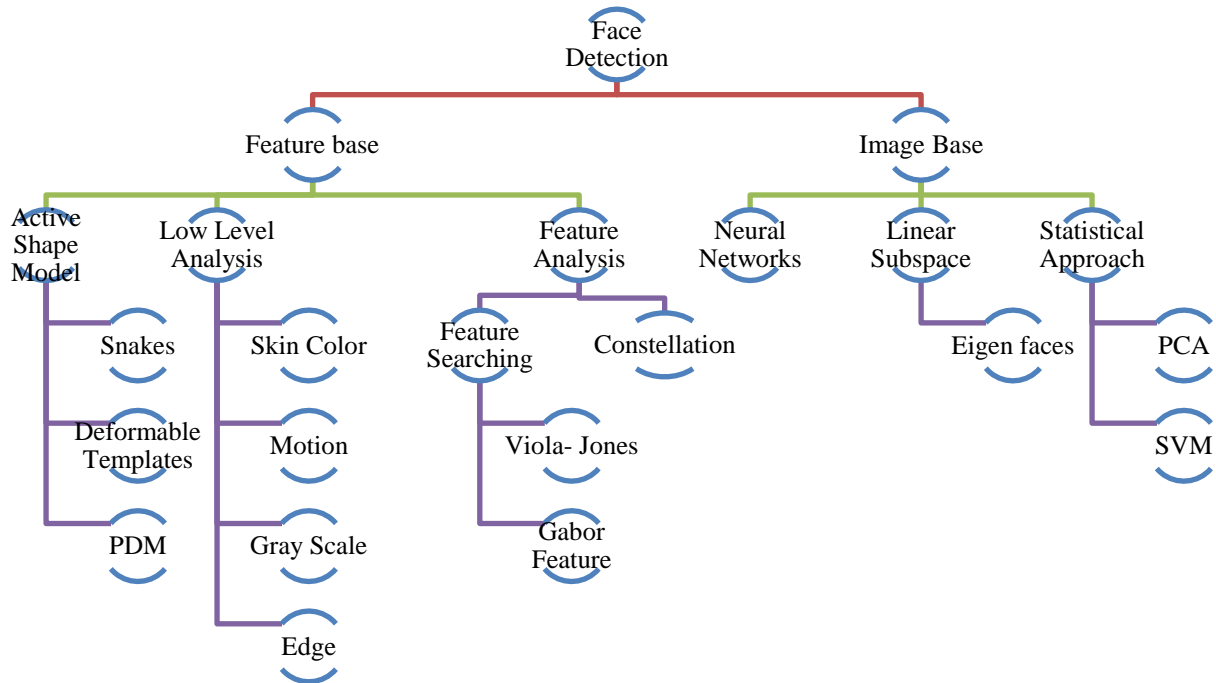 Face
Detection
Feature base
Image Base
Active
Shape
Model
Low Level
Analysis
Feature
Analysis
Neural
Networks
Linear
Subspace
Statistical
Approach
Snakes
Skin Color
Feature
Searching
Constellation
Eigen faces
PCA
Deformable
Templates
Motion
Viola- Jones
SVM
PDM
Gray Scale
Gabor
Feature
Edge